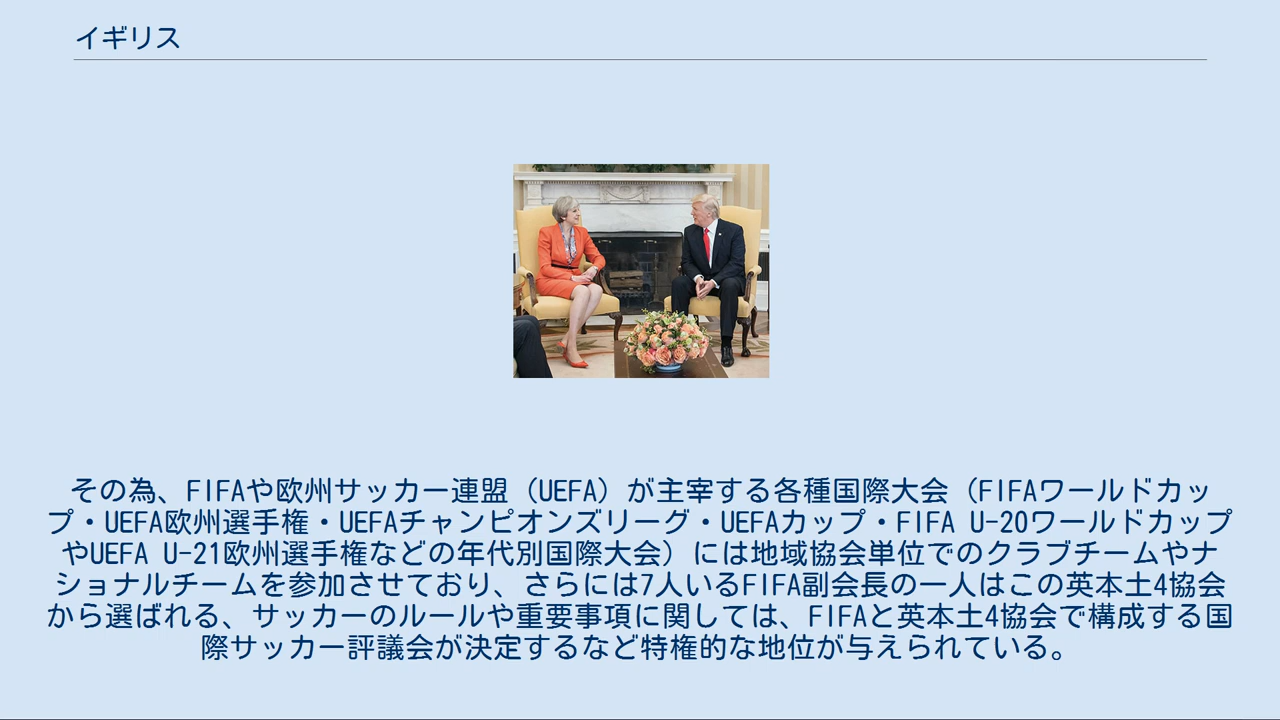 イギリス
その為、FIFAや欧州サッカー連盟（UEFA）が主宰する各種国際大会（FIFAワールドカッ
プ・UEFA欧州選手権・UEFAチャンピオンズリーグ・UEFAカップ・FIFA U-20ワールドカップ
やUEFA U-21欧州選手権などの年代別国際大会）には地域協会単位でのクラブチームやナ
ショナルチームを参加させており、さらには7人いるFIFA副会長の一人はこの英本土4協会
から選ばれる、サッカーのルールや重要事項に関しては、FIFAと英本土4協会で構成する国
際サッカー評議会が決定するなど特権的な地位が与えられている。